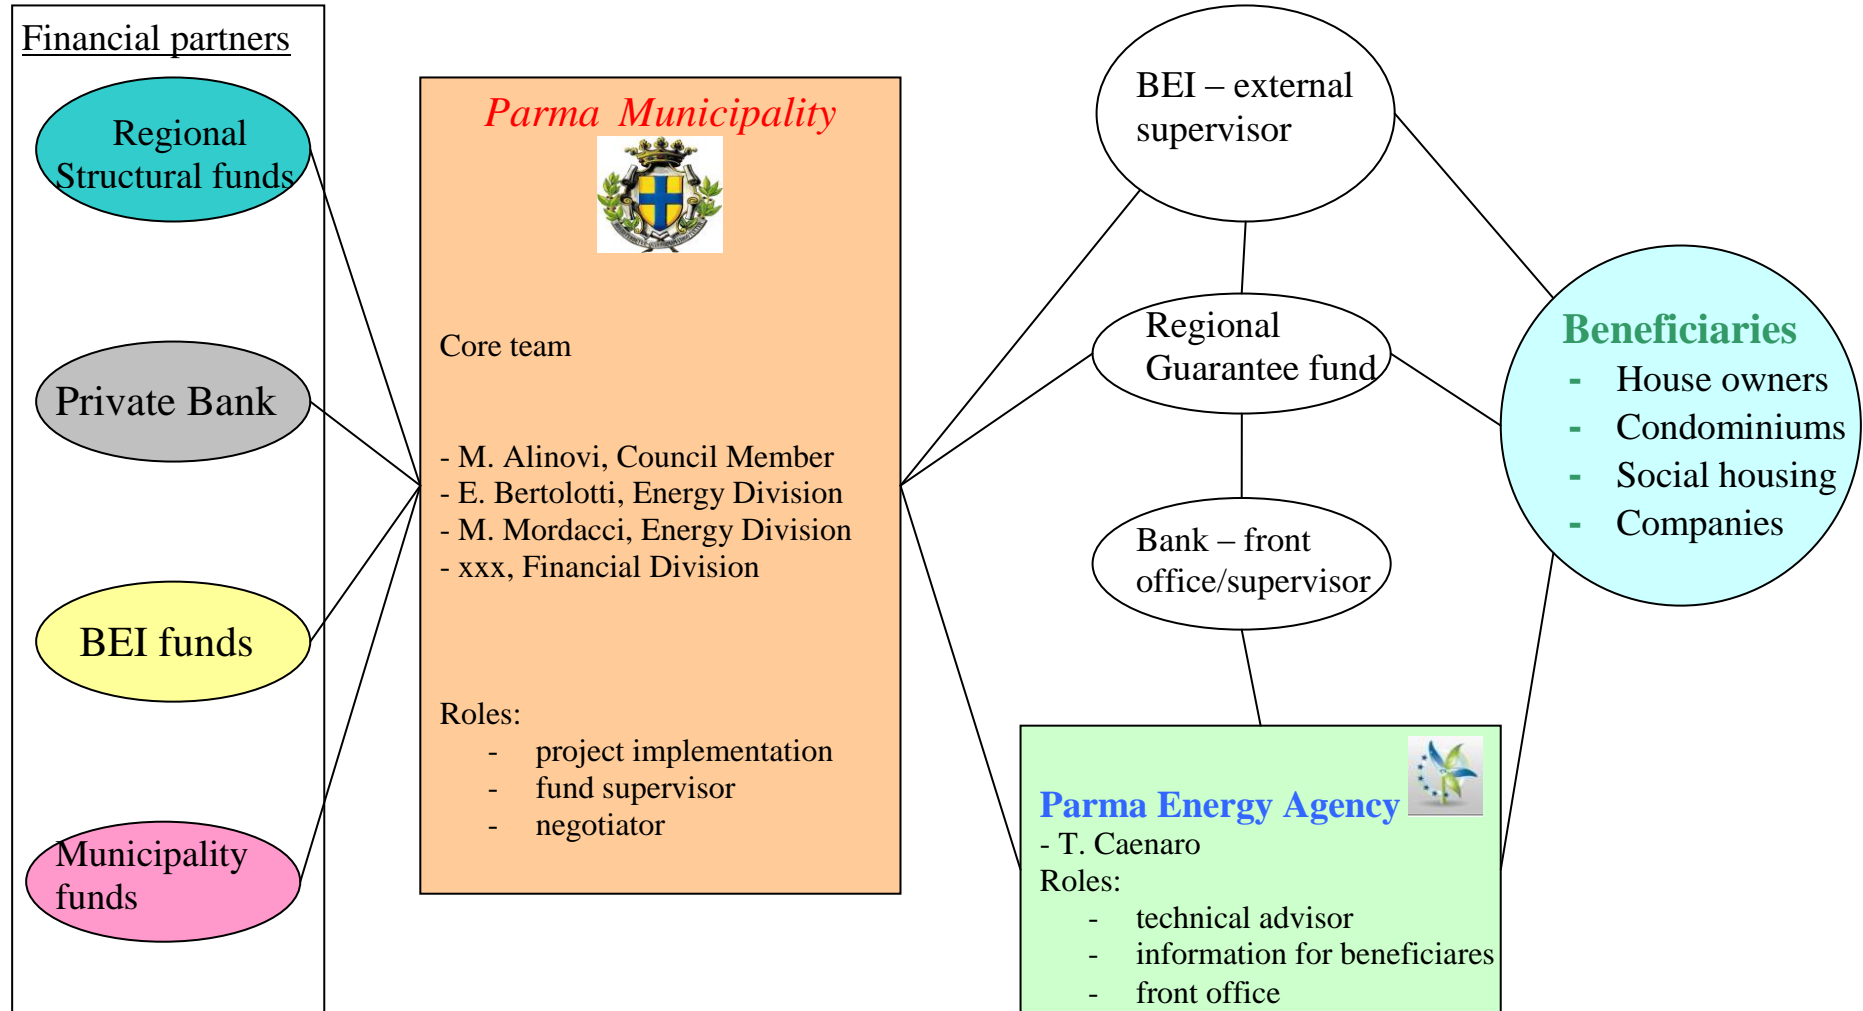 Financial partners
Regional
Structural funds
Private Bank
BEI funds
Municipality
funds
Parma Municipality
Core team
- M. Alinovi, Council Member
- E. Bertolotti, Energy Division
- M. Mordacci, Energy Division
- xxx, Financial Division
Roles:
- project implementation
- fund supervisor
- negotiator
BEI – external
supervisor
Regional
Guarantee fund
Bank – front
office/supervisor
Parma Energy Agency
- T. Caenaro
Roles:
- technical advisor
- information for beneficiares
- front office
Beneficiaries
- House owners
- Condominiums
- Social housing
- Companies